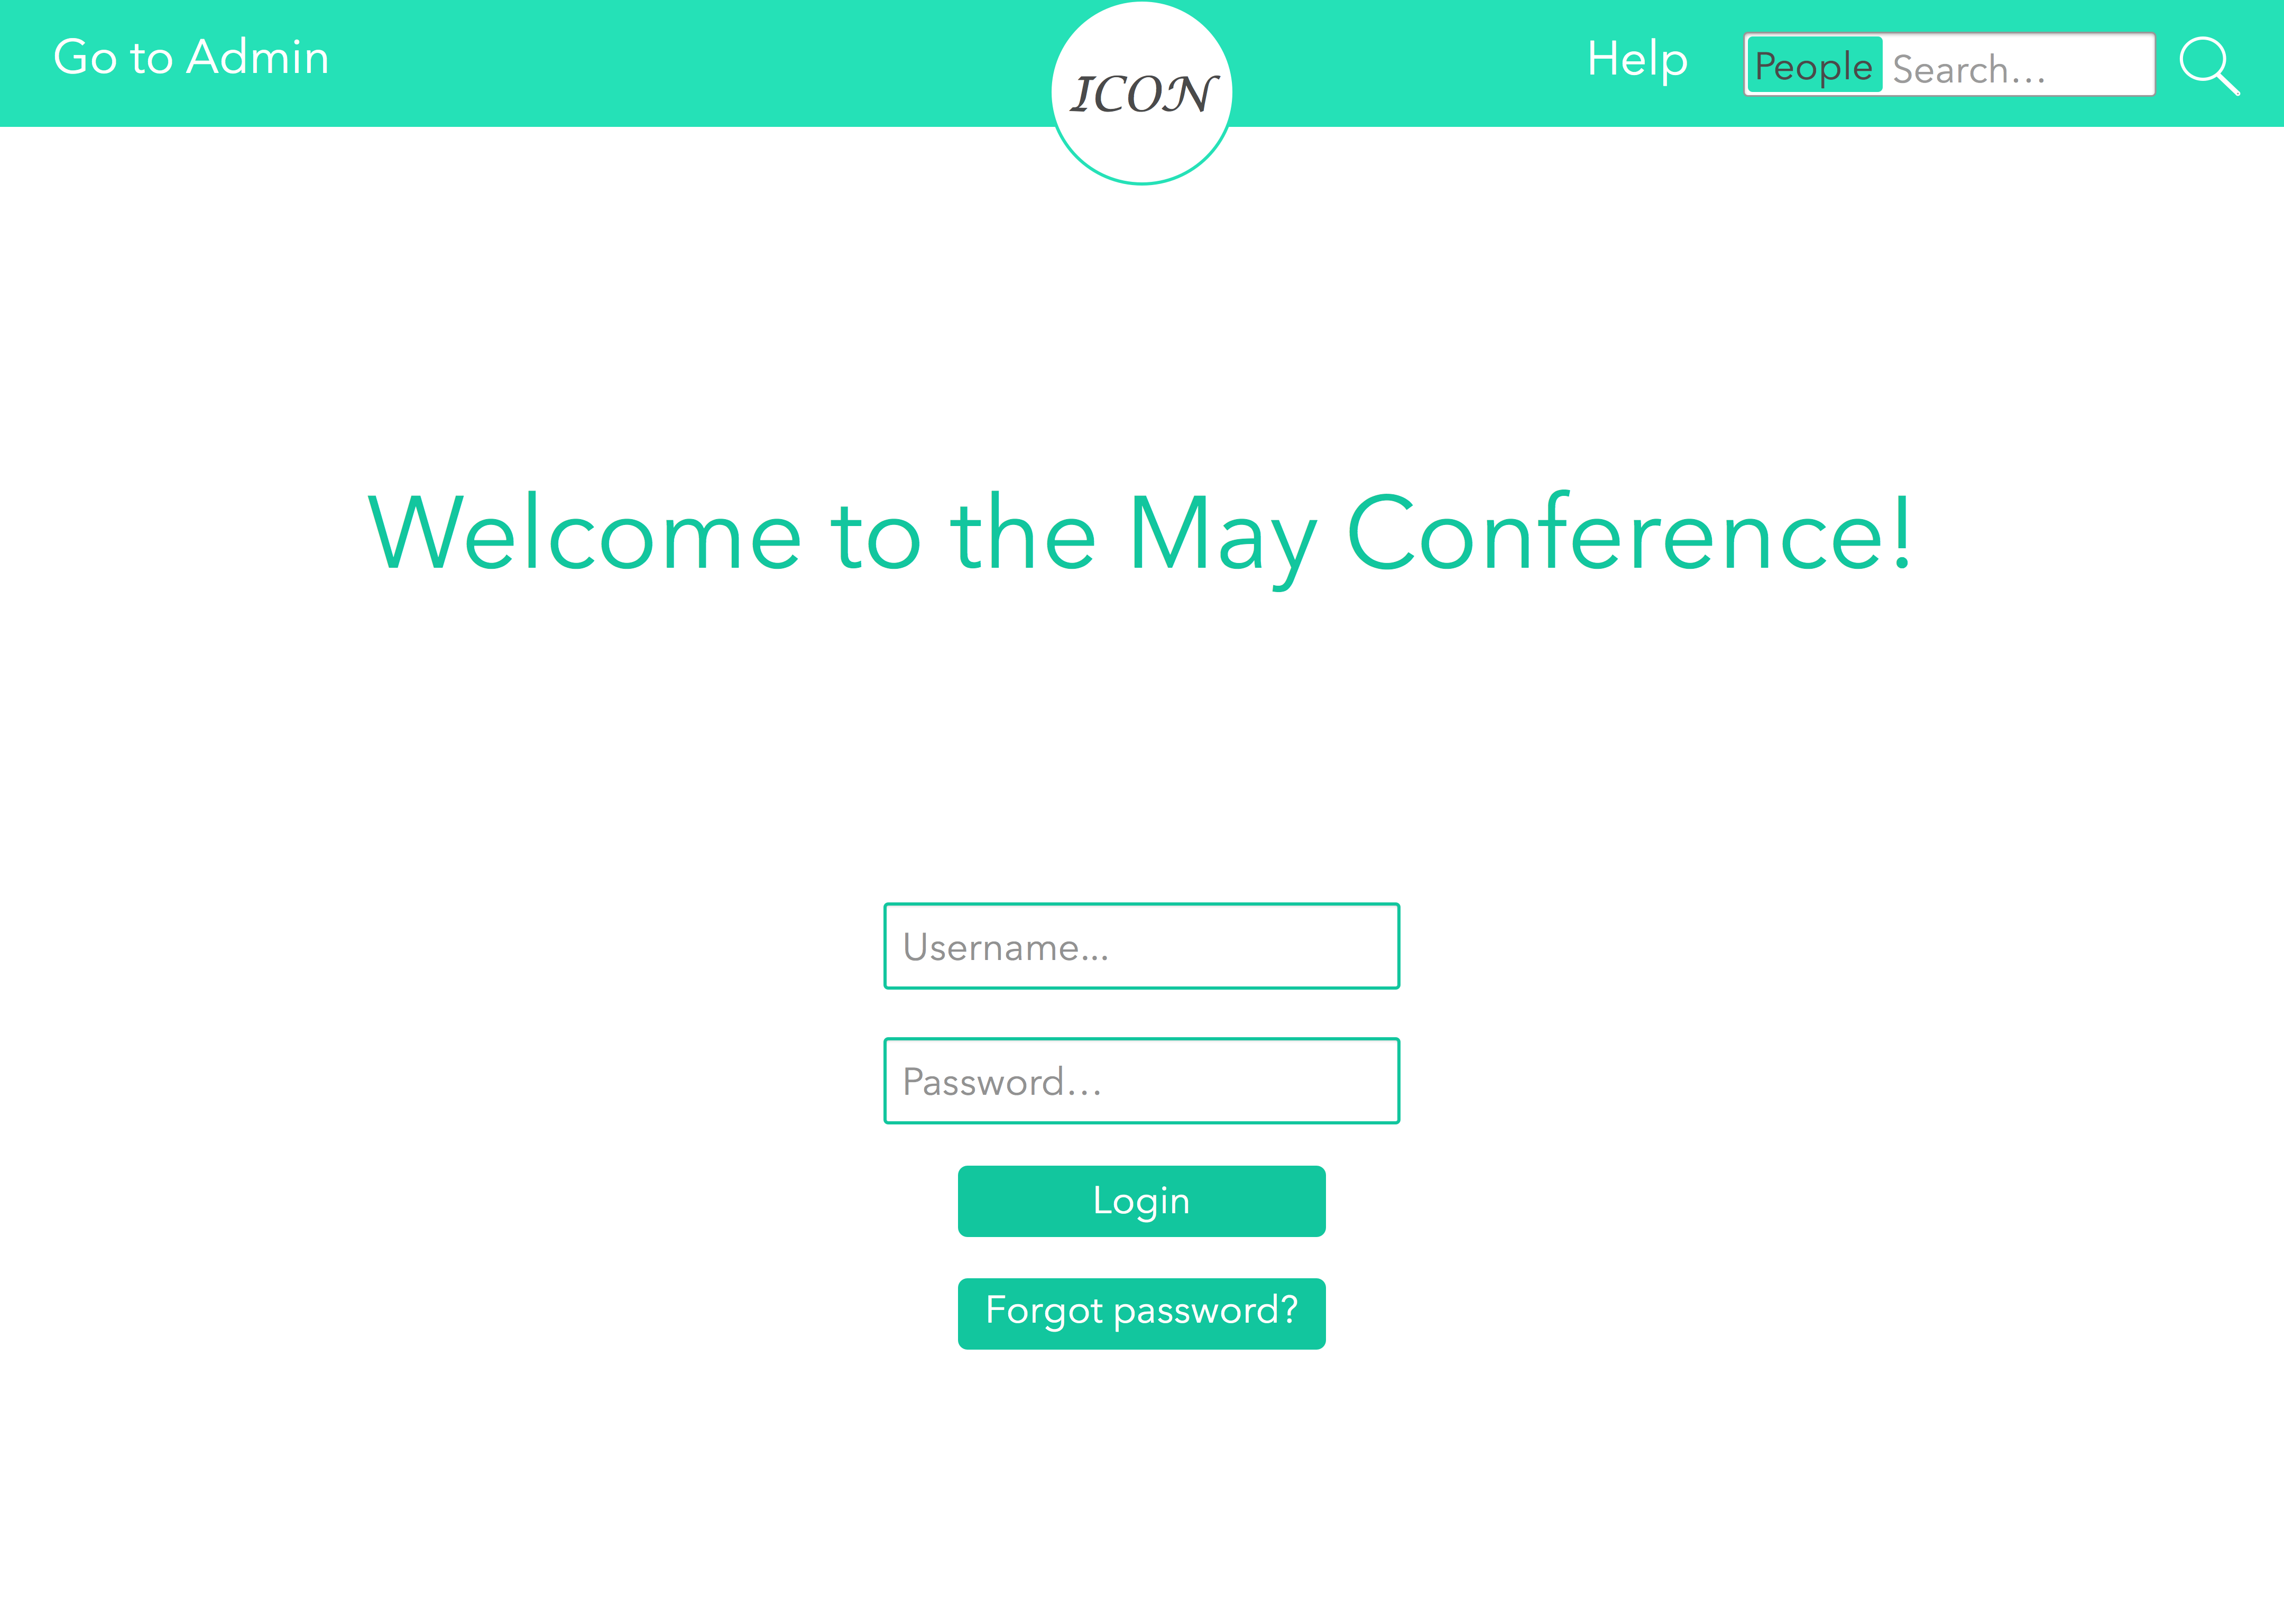 Go to Admin
ICON
Help
People
Search…
Welcome to the May Conference!
Username...
Password…
Login
Forgot password?